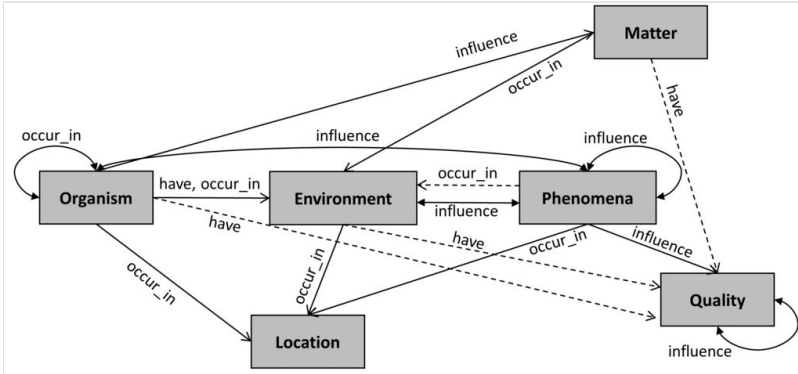 Matter
influence
occur_in
have
occur_in
influence
influence
Organism
have, occur_in
Environment
occur_in
influence
Phenomena
have
have
occur_in
influence
occur_in
occur_in
Quality
Location
influence